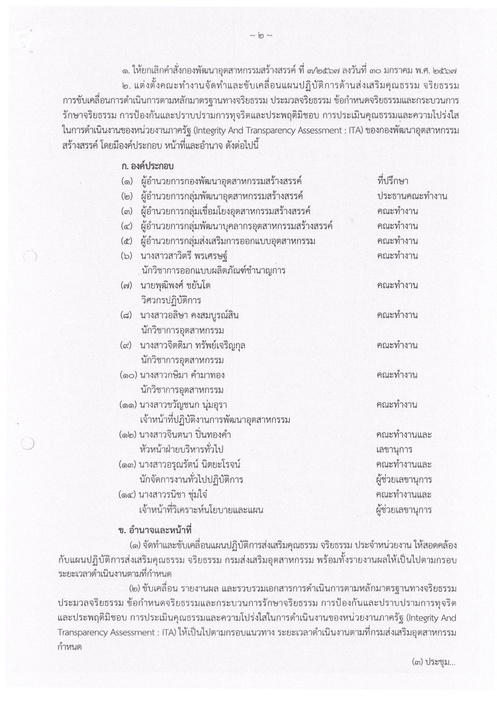 - ๒ -
๑. ให้ยกเลิกคำสั่งกองพัฒนาอุตสาหกรรมสร้างสรรค์ ที่ ๓/๒๕๖๗ ลงวันที่ ๓๐ มกราคม พ.ศ. ๒๕๖๗
๒. แต่งตั้งคณะทำงานจัดทำและขับเคลื่อนแผนปฏิบัติการด้านส่งเสริมคุณธรรม จริยธรรม
การขับเคลื่อนการดำเนินการตามหลักมาตรฐานทางจริยธรรม ประมวลจริยธรรม ข้อกำหนดจริยธรรมและกระบวนการ
รักษาจริยธรรม การป้องกันและปราบปรามการทุจริตและประพฤติมิชอบ การประเมินคุณธรรมและความโปร่งใส
ในการดำเนินงานของหน่วยงานภาครัฐ (Integrity And Transparency Assessment : ITA) ของกองพัฒนาอุตสาหกรรม
สร้างสรรค์ โดยมีองค์ประกอบ หน้าที่และอำนาจ ดังต่อไปนี้
ก. องค์ประกอบ
(๑) ผู้อำนวยการกองพัฒนาอุตสาหกรรมสร้างสรรค์ ที่ปรึกษา
(๒) ผู้อำนวยการกลุ่มพัฒนาอุตสาหกรรมสร้างสรรค์ ประธานคณะทำงาน
(๓) ผู้อำนวยการกลุ่มเชื่อมโยงอุตสาหกรรมสร้างสรรค์ คณะทำงาน
(๔) ผู้อำนวยการกลุ่มพัฒนาบุคลากรอุตสาหกรรมสร้างสรรค์ คณะทำงาน
(๕) ผู้อำนวยการกลุ่มส่งเสริมการออกแบบอุตสาหกรรม คณะทำงาน
(๖) นางสาวสาวิตรี พรเศรษฐ์ คณะทำงาน
นักวิชาการออกแบบผลิตภัณฑ์ชำนาญการ
(๗) นายพุฒิพงศ์ ชยันโต คณะทำงาน
วิศวกรปฏิบัติการ
(๘) นางสาวอลิษา คงสมบูรณ์สิน คณะทำงาน
นักวิชาการอุตสาหกรรม
(๙) นางสาวจิตติมา ทรัพย์เจริญกุล คณะทำงาน
นักวิชาการอุตสาหกรรม
(๑๐) นางสาวกษิมา คำมาทอง คณะทำงาน
นักวิชาการอุตสาหกรรม
(๑๑) นางสาวขวัญชนก นุ่มอุรา คณะทำงาน
เจ้าหน้าที่ปฏิบัติงานการพัฒนาอุตสาหกรรม
(๑๒) นางสาวจินตนา ปิ่นทองคำ คณะทำงานและ
หัวหน้าฝ่ายบริหารทั่วไป เลขานุการ
(๑๓) นางสาวอรุณรัตน์ นิตยะโรจน์ คณะทำงานและ
นักจัดการงานทั่วไปปฏิบัติการ ผู้ช่วยเลขานุการ
(๑๔) นางสาวรนิชา ชุ่มใจ คณะทำงานและ
เจ้าหน้าที่วิเคราะห์นโยบายและแผน ผู้ช่วยเลขานุการ
ข. อำนาจและหน้าที่
(๑) จัดทำและขับเคลื่อนแผนปฏิบัติการส่งเสริมคุณธรรม จริยธรรม ประจำหน่วยงาน ให้สอดคล้อง
กับแผนปฏิบัติการส่งเสริมคุณธรรม จริยธรรม กรมส่งเสริมอุตสาหกรรม พร้อมทั้งรายงานผลให้เป็นไปตามกรอบ
ระยะเวลาดำเนินงานตามที่กำหนด
(๒) ขับเคลื่อน รายงานผล และรวบรวมเอกสารการดำเนินการตามหลักมาตรฐานทางจริยธรรม
ประมวลจริยธรรม ข้อกำหนดจริยธรรมและกระบวนการรักษาจริยธรรม การป้องกันและปราบปรามการทุจริต
และประพฤติมิชอบ การประเมินคุณธรรมและความโปร่งใสในการดำเนินงานของหน่วยงานภาครัฐ (Integrity And
Transparency Assessment : ITA) ให้เป็นไปตามกรอบแนวทาง ระยะเวลาดำเนินงานตามที่กรมส่งเสริมอุตสาหกรรม
กำหนด
(๓) ประชุม...